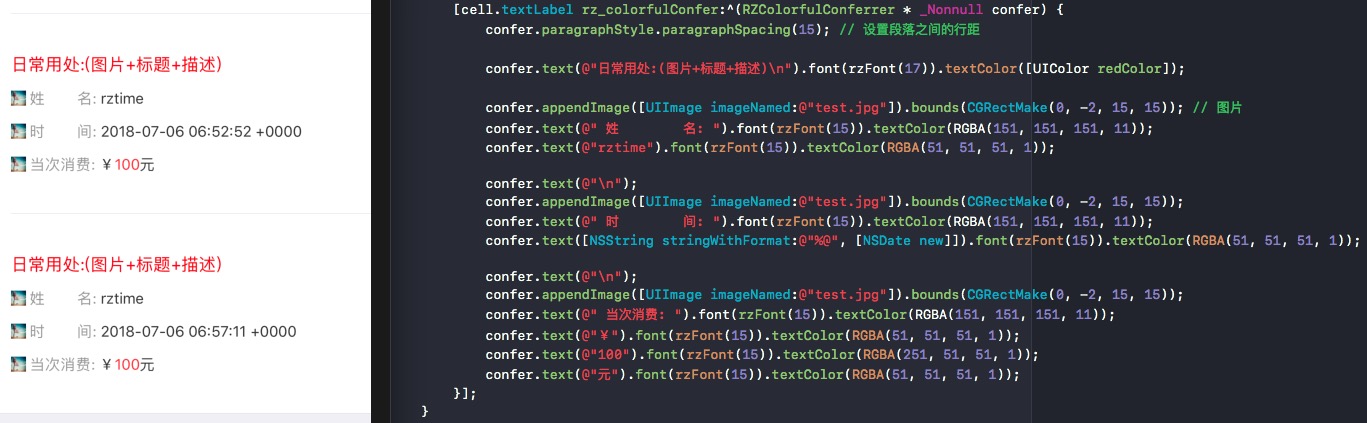 日常用处:(图片+标题+描述)
姓 名: rztime
时 间: 2018-07-06 06:52:52 +0000
当次消费: ￥100元
日常用处:(图片+标题+描述)
姓 名: rztime
时 间: 2018-07-06 06:57:11 +0000
当次消费: ￥100元
[cell.textLabel rz_colorfulConfer:^(RZColorfulConferrer * _Nonnull confer) {
confer.paragraphStyle.paragraphSpacing(15); // 设置段落之间的行距
confer.text(@"日常用处:(图片+标题+描述)\n").font(rzFont(17)).textColor([UIColor redColor]);
confer.appendImage([UIImage imageNamed:@"test.jpg"]).bounds(CGRectMake(0, -2, 15, 15)); // 图片
confer.text(@" 姓 名: ").font(rzFont(15)).textColor(RGBA(151, 151, 151, 11));
confer.text(@"rztime").font(rzFont(15)).textColor(RGBA(51, 51, 51, 1));
confer.text(@"\n");
confer.appendImage([UIImage imageNamed:@"test.jpg"]).bounds(CGRectMake(0, -2, 15, 15));
confer.text(@" 时 间: ").font(rzFont(15)).textColor(RGBA(151, 151, 151, 11));
confer.text([NSString stringWithFormat:@"%@", [NSDate new]]).font(rzFont(15)).textColor(RGBA(51, 51, 51, 1));
confer.text(@"\n");
confer.appendImage([UIImage imageNamed:@"test.jpg"]).bounds(CGRectMake(0, -2, 15, 15));
confer.text(@" 当次消费: ").font(rzFont(15)).textColor(RGBA(151, 151, 151, 11));
confer.text(@"￥").font(rzFont(15)).textColor(RGBA(51, 51, 51, 1));
confer.text(@"100").font(rzFont(15)).textColor(RGBA(251, 51, 51, 1));
confer.text(@"元").font(rzFont(15)).textColor(RGBA(51, 51, 51, 1));
}];
}